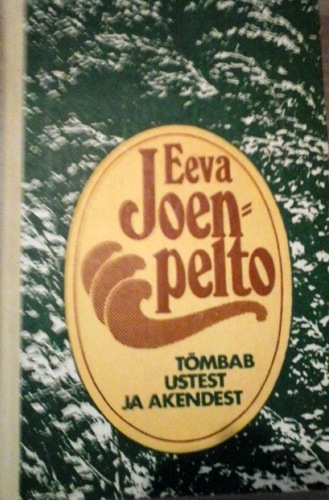 Eeva
Joen=
pelto
TÕMBAB
USTEST
JA AKENDEST